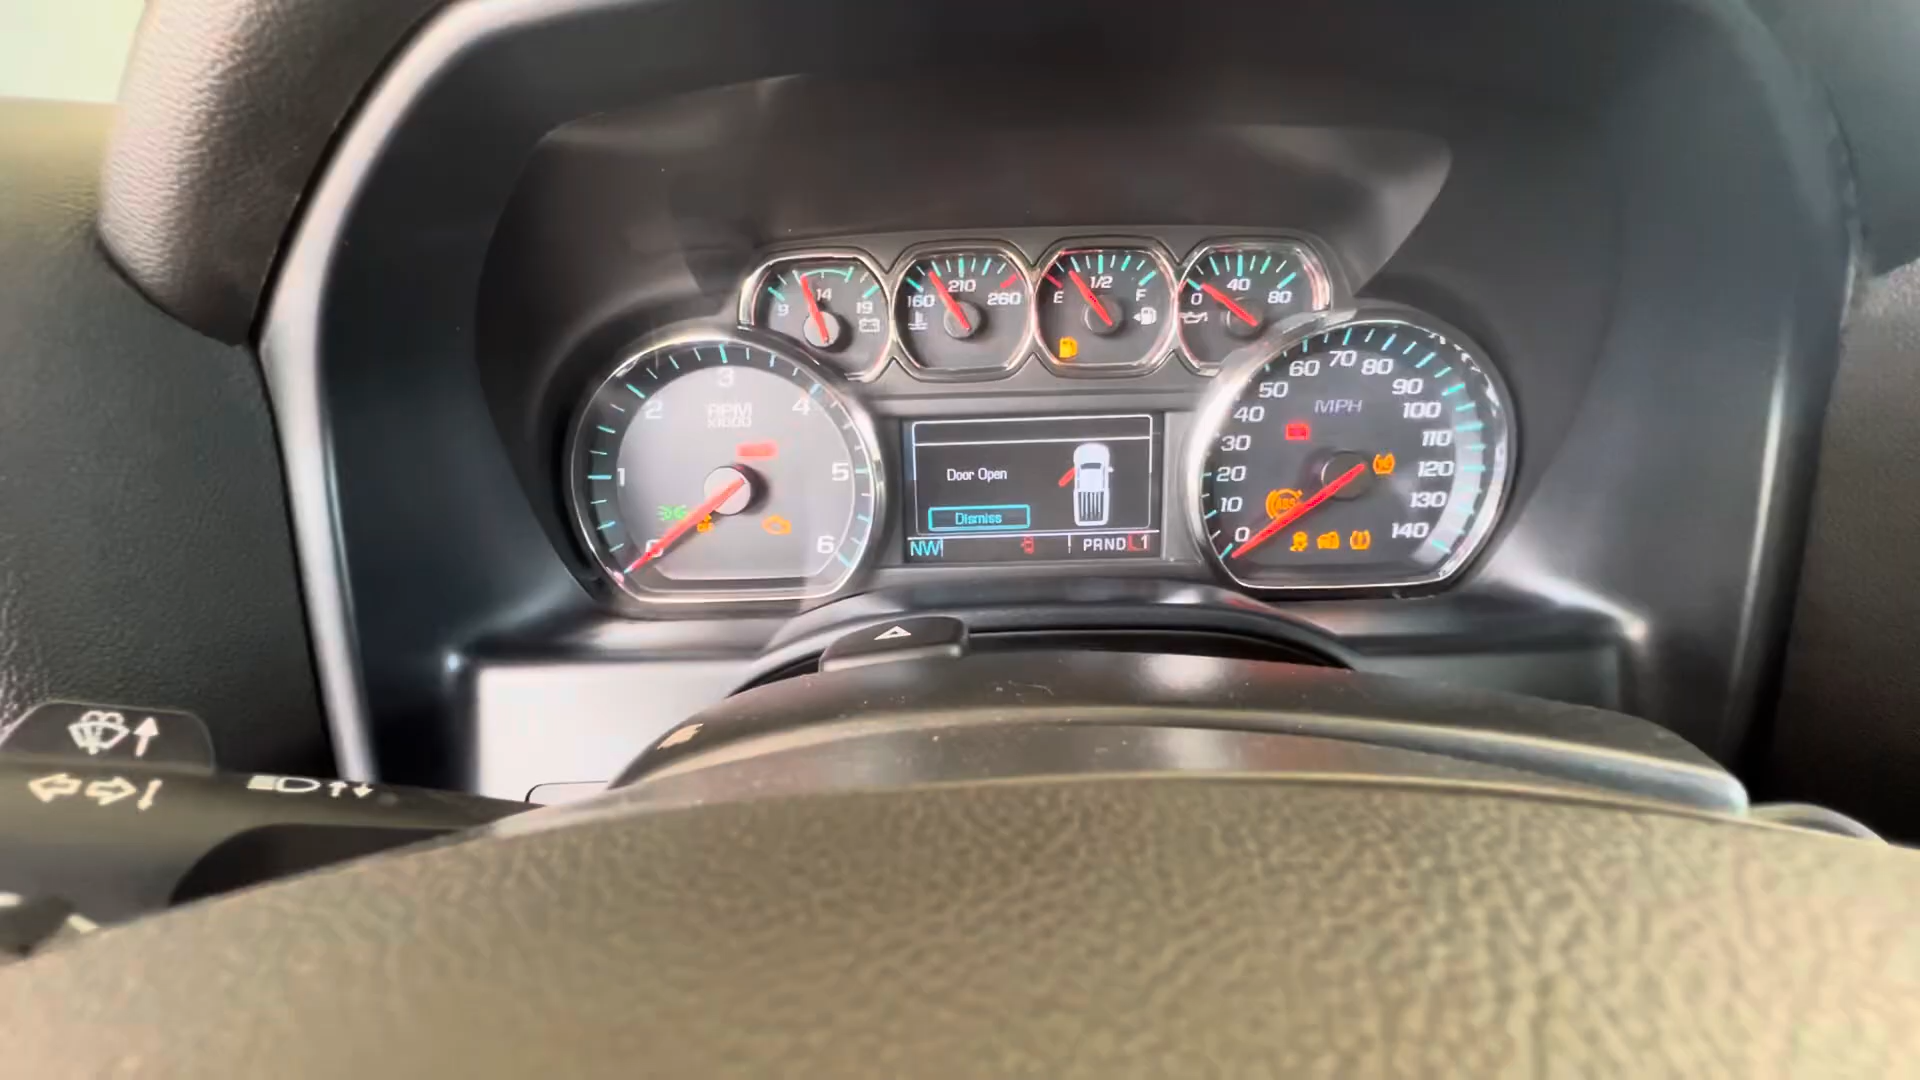 9 14 19
160 210 260
E 1/2 F
0 40 80
0 1 2 3 4 5 6
RPM
X1000
Door Open
Dismiss
NW
PRNDL1
0 10 20 30 40 50 60 70 80 90 100 110 120 130 140
MPH
ABS